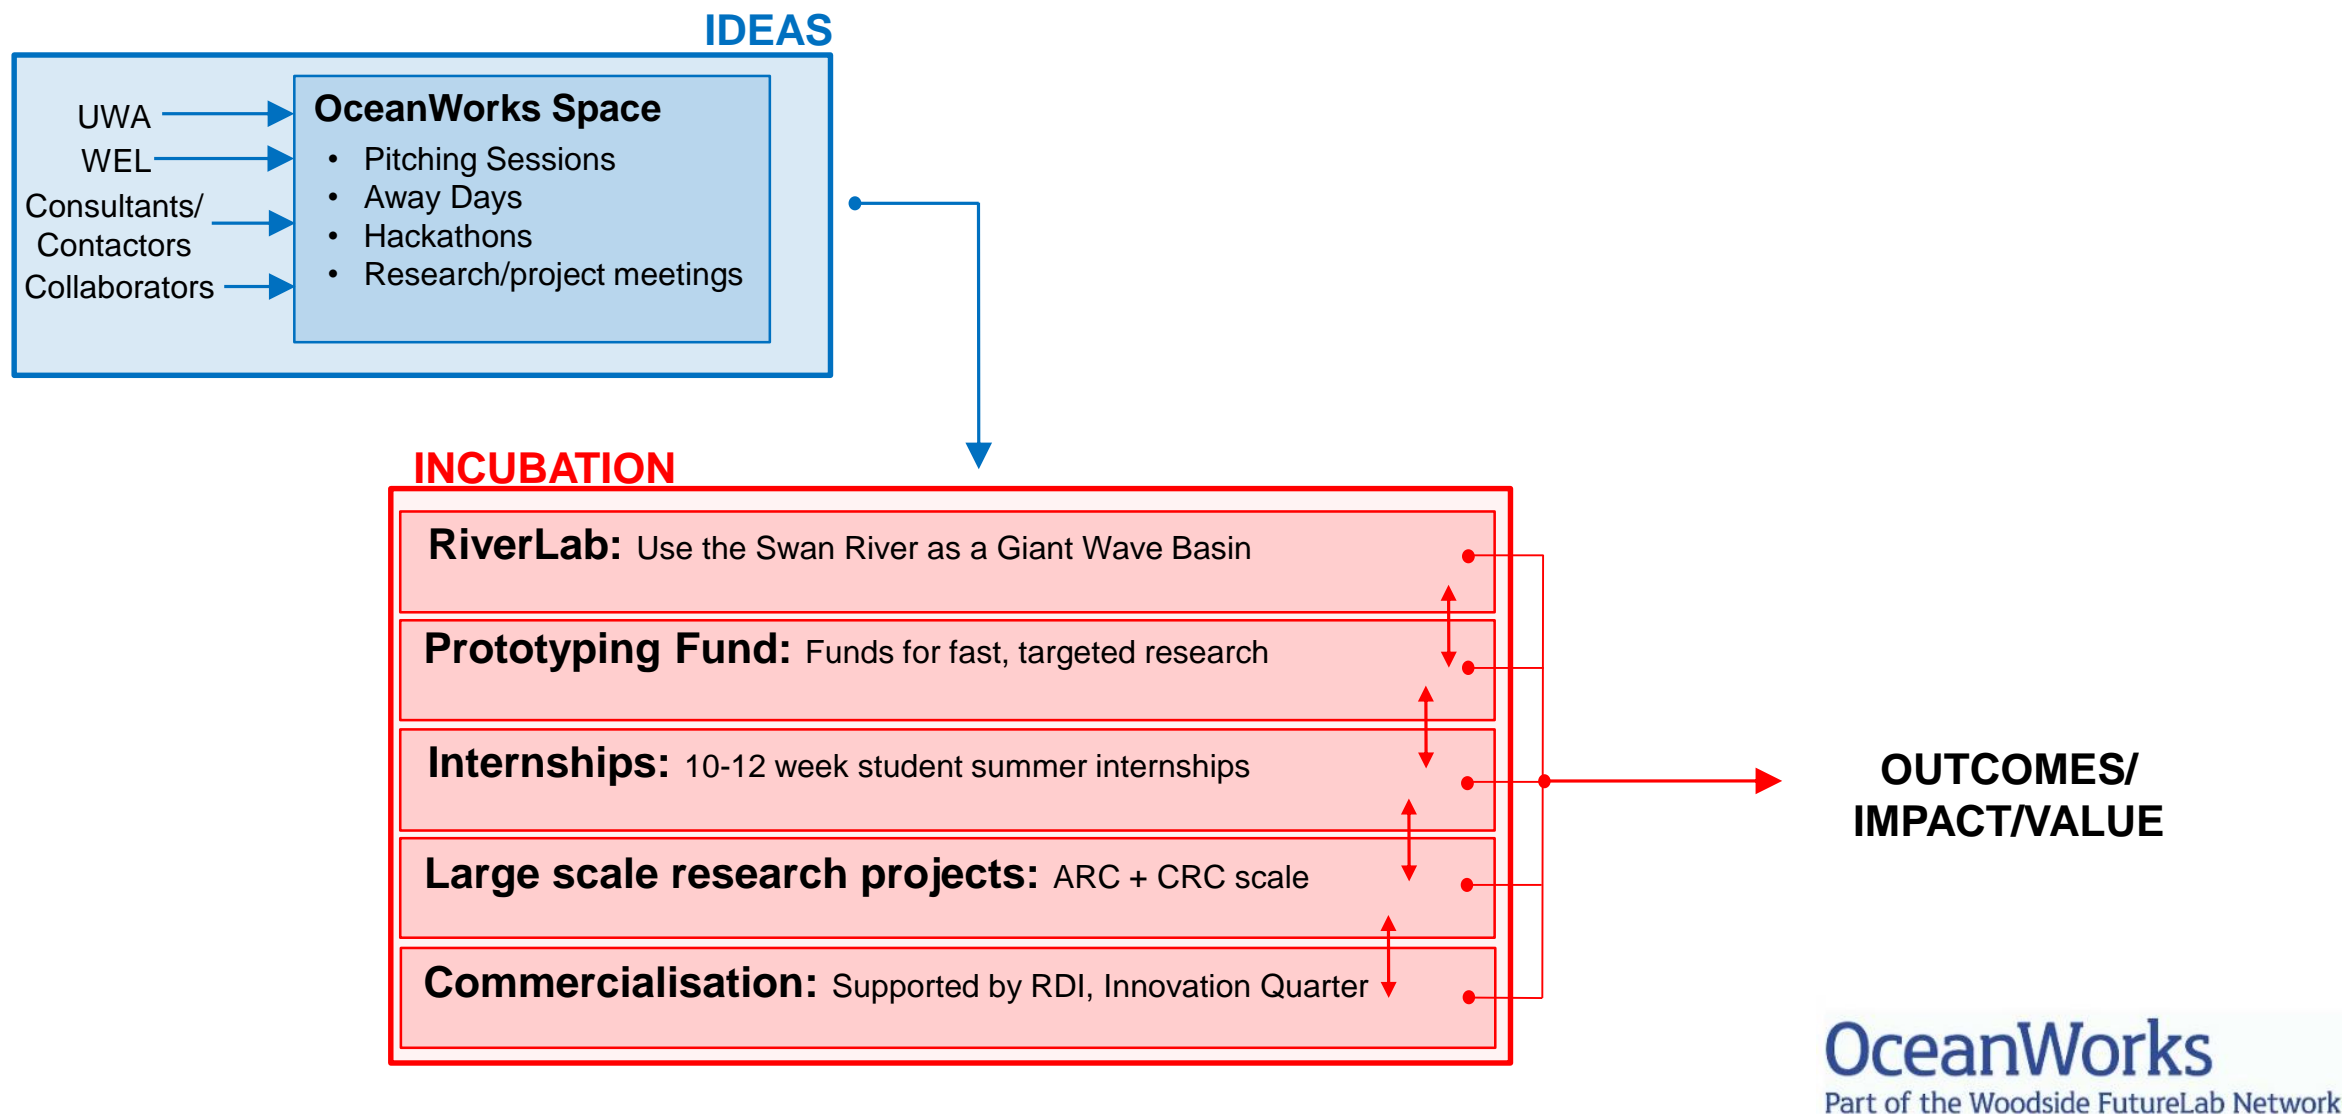 IDEAS
UWA
WEL
Consultants/
Contactors
Collaborators
OceanWorks Space
• Pitching Sessions
• Away Days
• Hackathons
• Research/project meetings
INCUBATION
RiverLab: Use the Swan River as a Giant Wave Basin
Prototyping Fund: Funds for fast, targeted research
Internships: 10-12 week student summer internships
Large scale research projects: ARC + CRC scale
Commercialisation: Supported by RDI, Innovation Quarter
OUTCOMES/
IMPACT/VALUE
OceanWorks
Part of the Woodside FutureLab Network